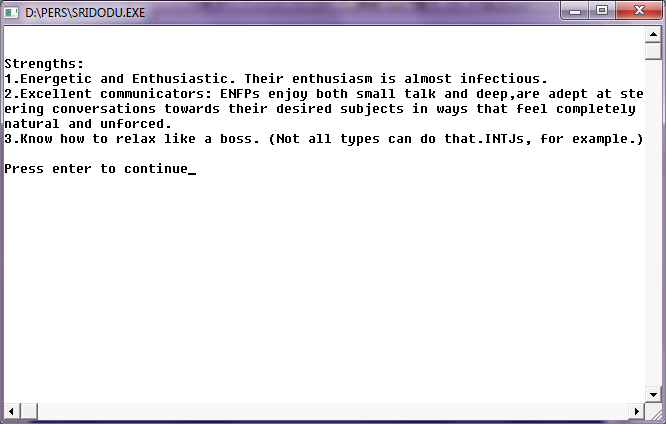 D:\PERS\SRIDODU.EXE
Strengths:
1.Energetic and Enthusiastic. Their enthusiasm is almost infectious.
2.Excellent communicators: ENFPs enjoy both small talk and deep,are adept at ste
ering conversations towards their desired subjects in ways that feel completely
natural and unforced.
3.Know how to relax like a boss. (Not all types can do that.INTJs, for example.)
Press enter to continue_